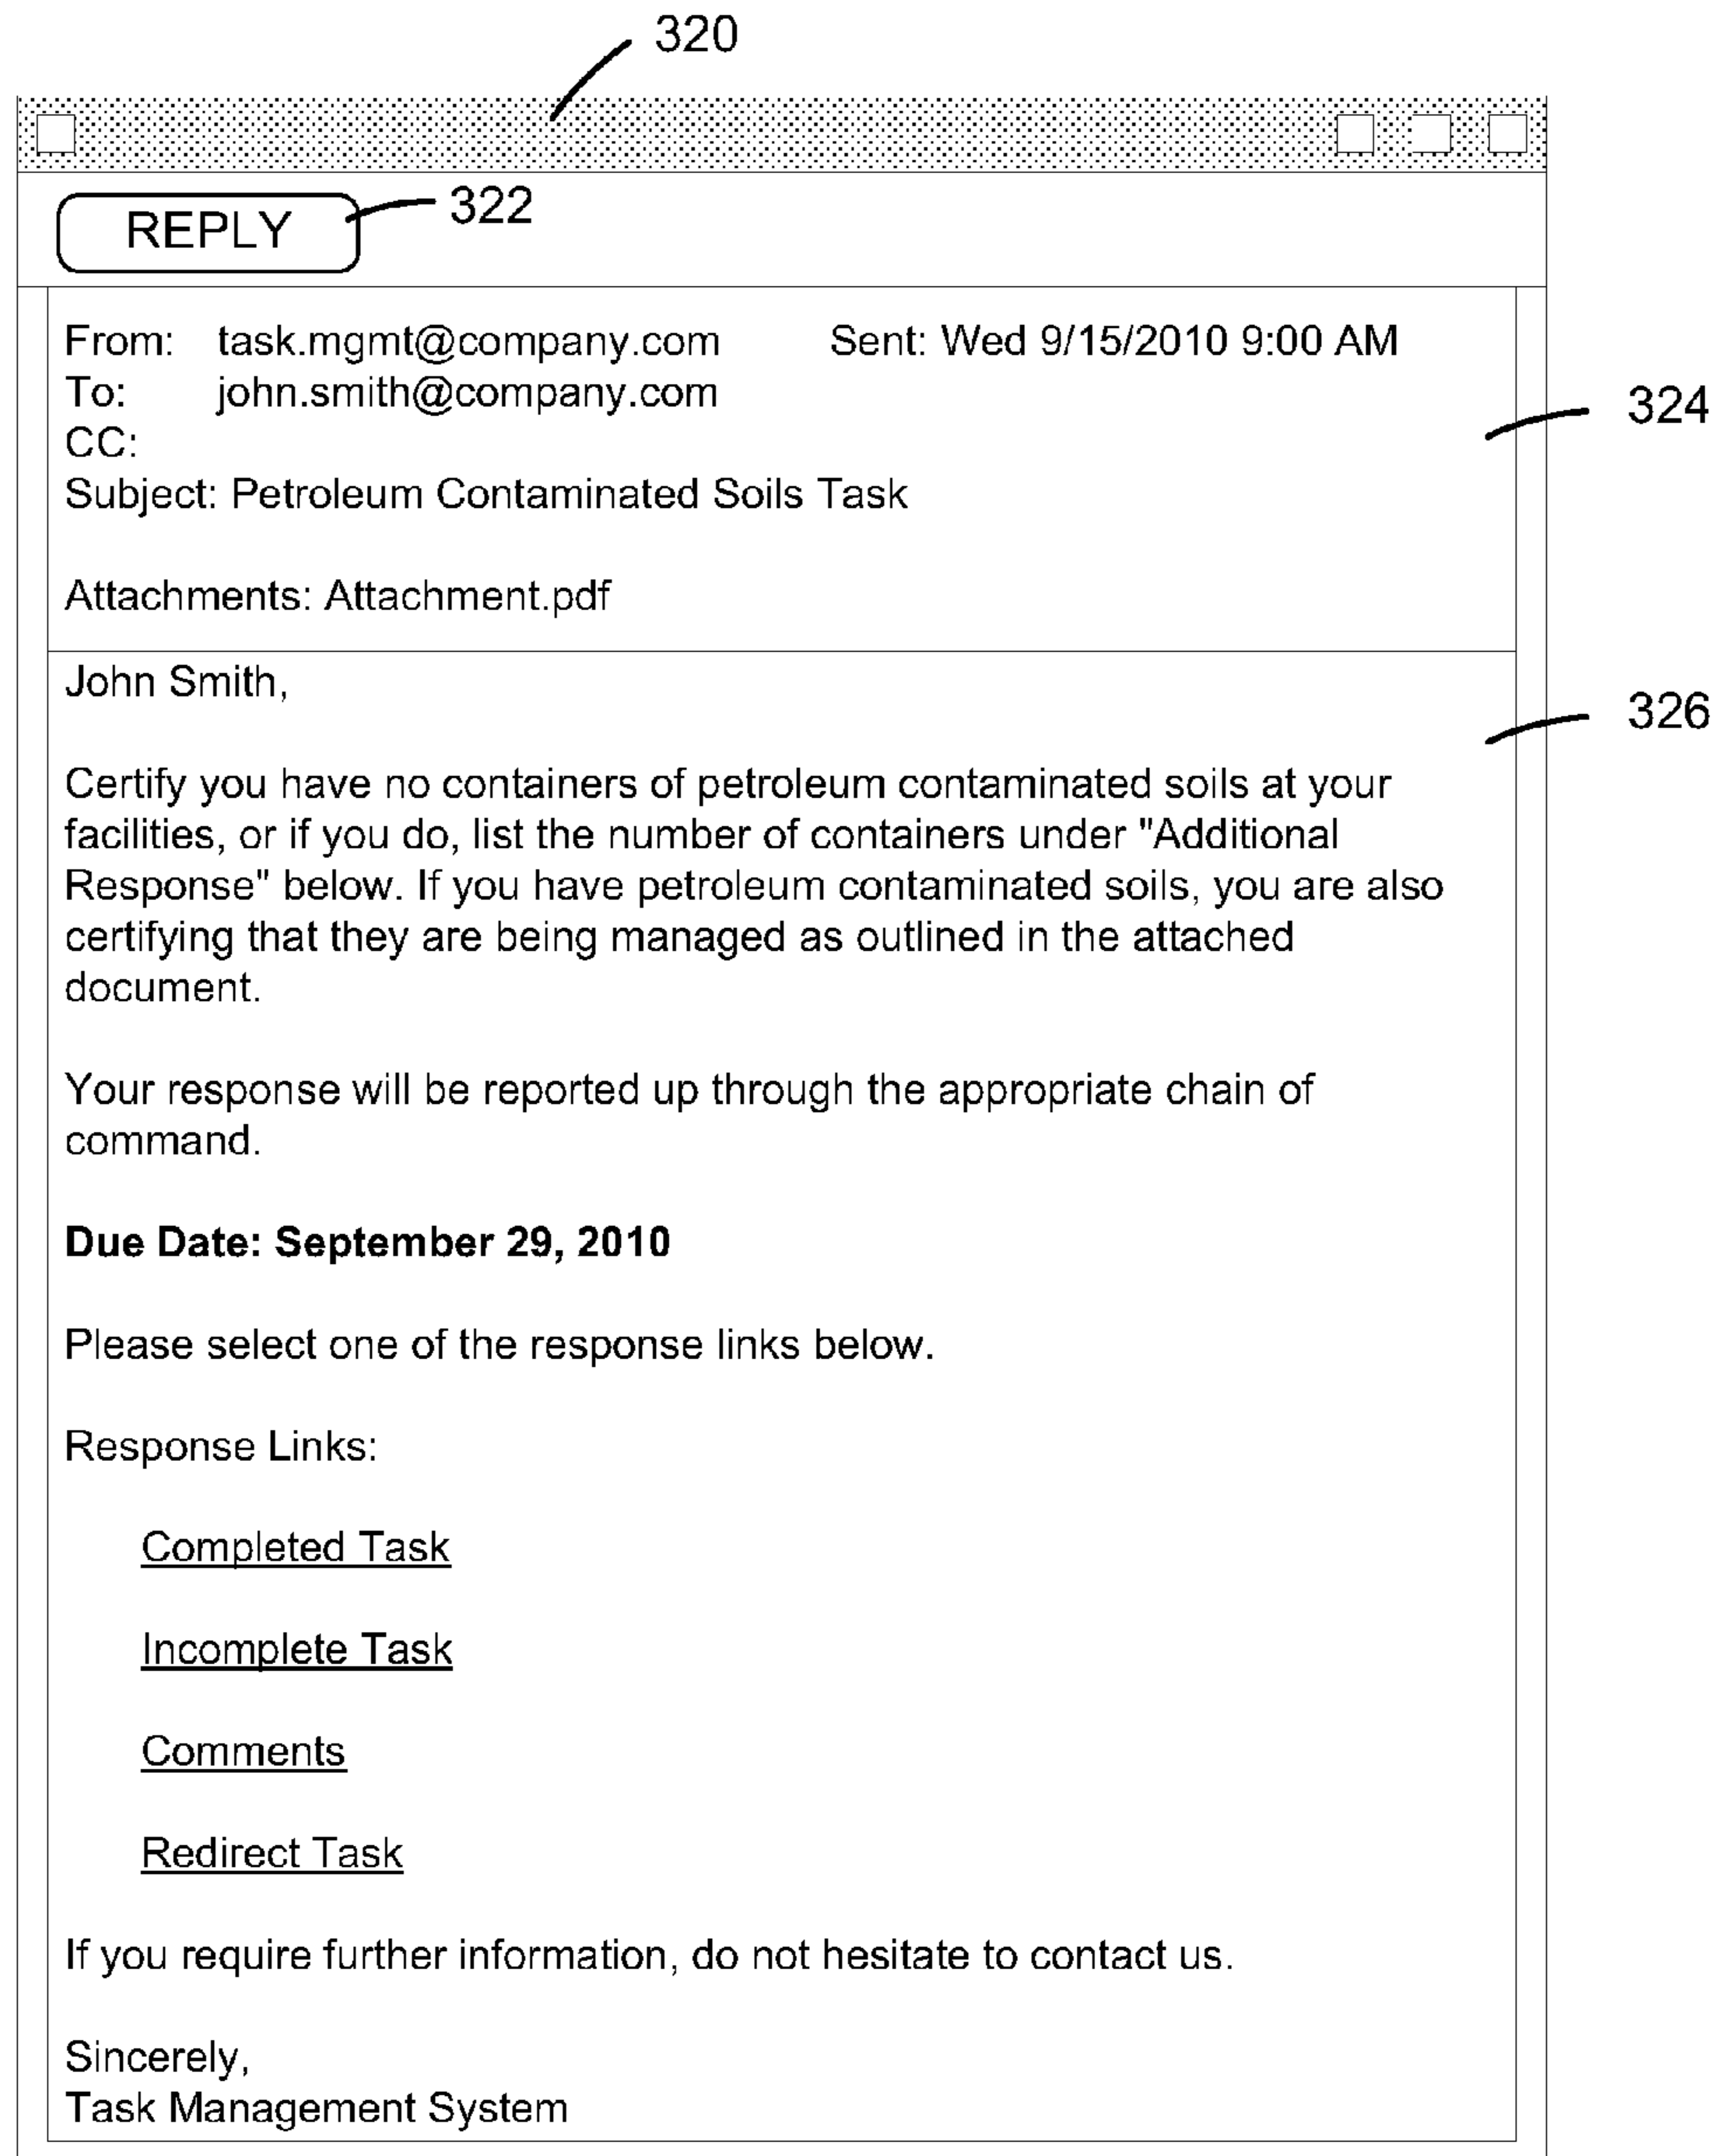 320
REPLY 322
From: task.mgmt@company.com Sent: Wed 9/15/2010 9:00 AM
To: john.smith@company.com
324
CC:
Subject: Petroleum Contaminated Soils Task
Attachments: Attachment.pdf
John Smith,
326
Certify you have no containers of petroleum contaminated soils at your
facilities, or if you do, list the number of containers under "Additional
Response" below. If you have petroleum contaminated soils, you are also
certifying that they are being managed as outlined in the attached
document.
Your response will be reported up through the appropriate chain of
command.
Due Date: September 29, 2010
Please select one of the response links below.
Response Links:
Completed Task
Incomplete Task
Comments
Redirect Task
If you require further information, do not hesitate to contact us.
Sincerely,
Task Management System